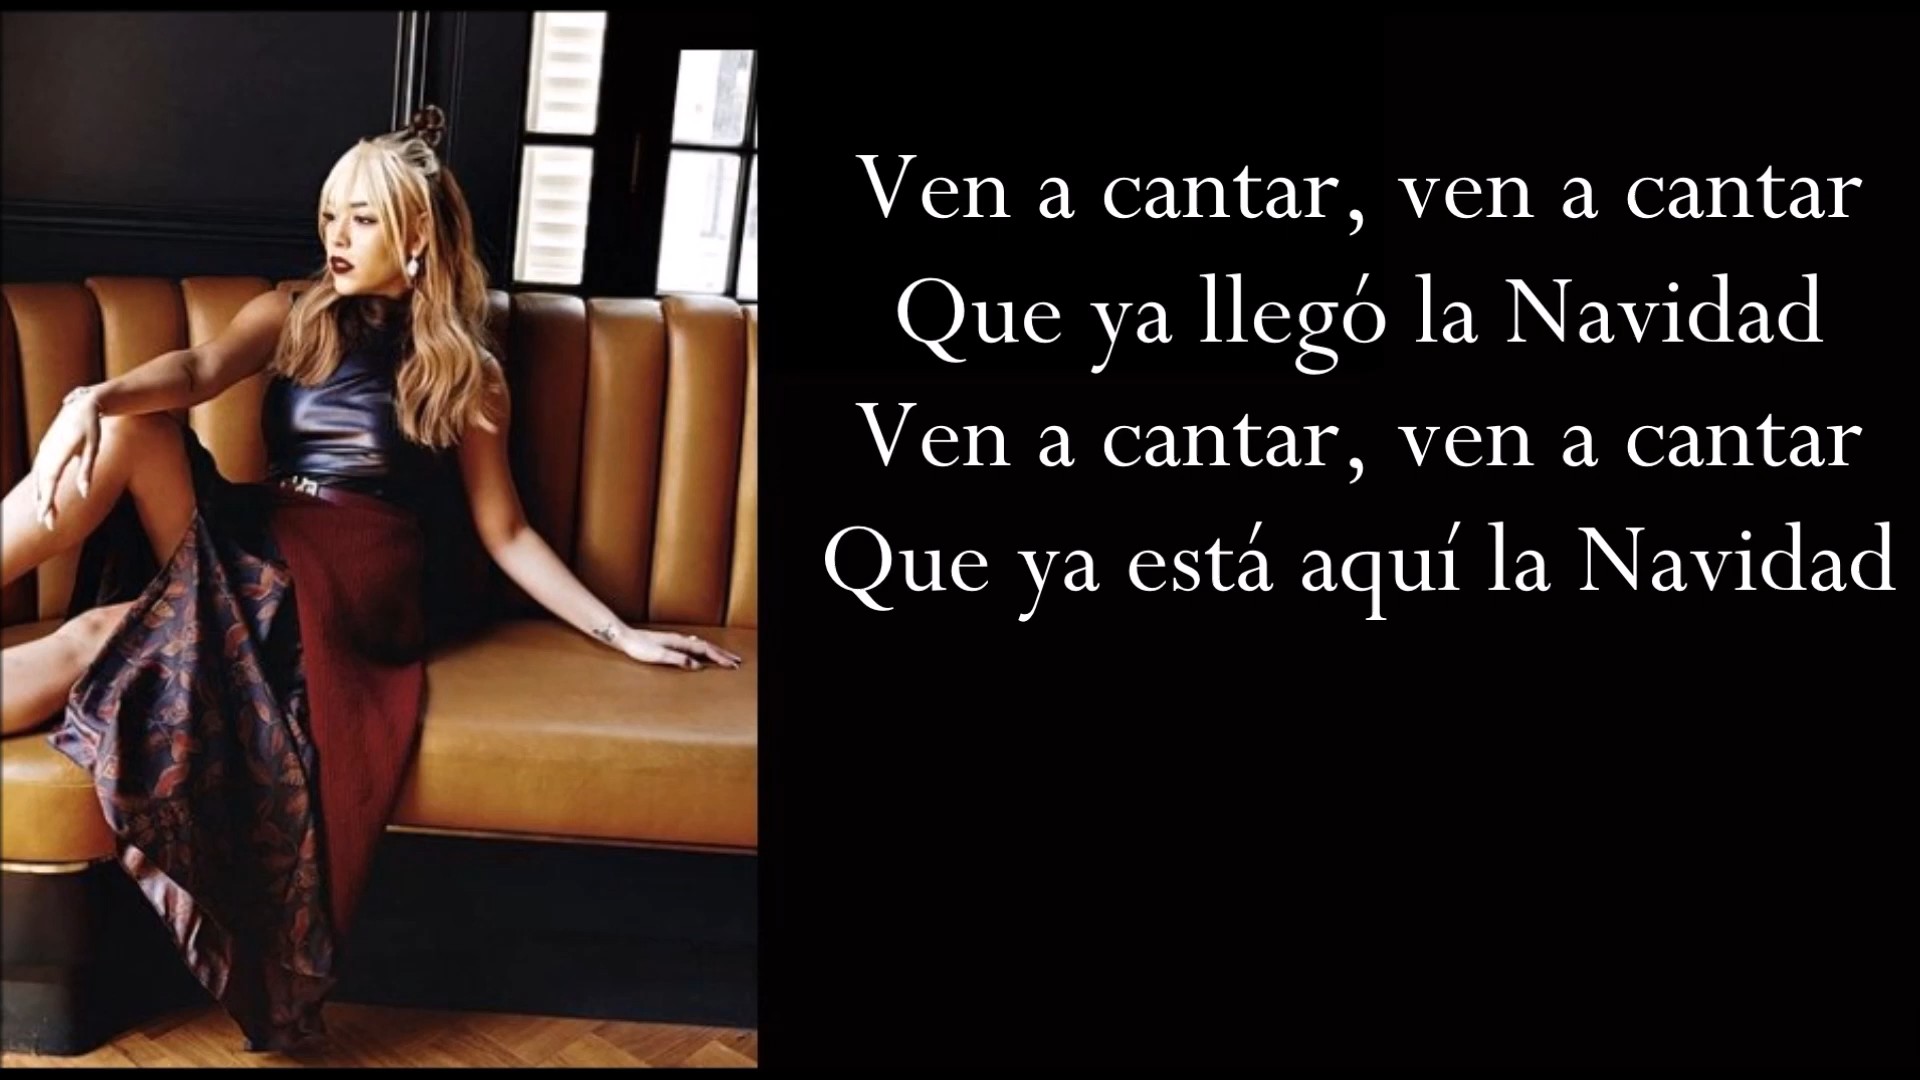 Ven a cantar, ven a cantar
Que ya llegó la Navidad
Ven a cantar, ven a cantar
Que ya está aquí la Navidad